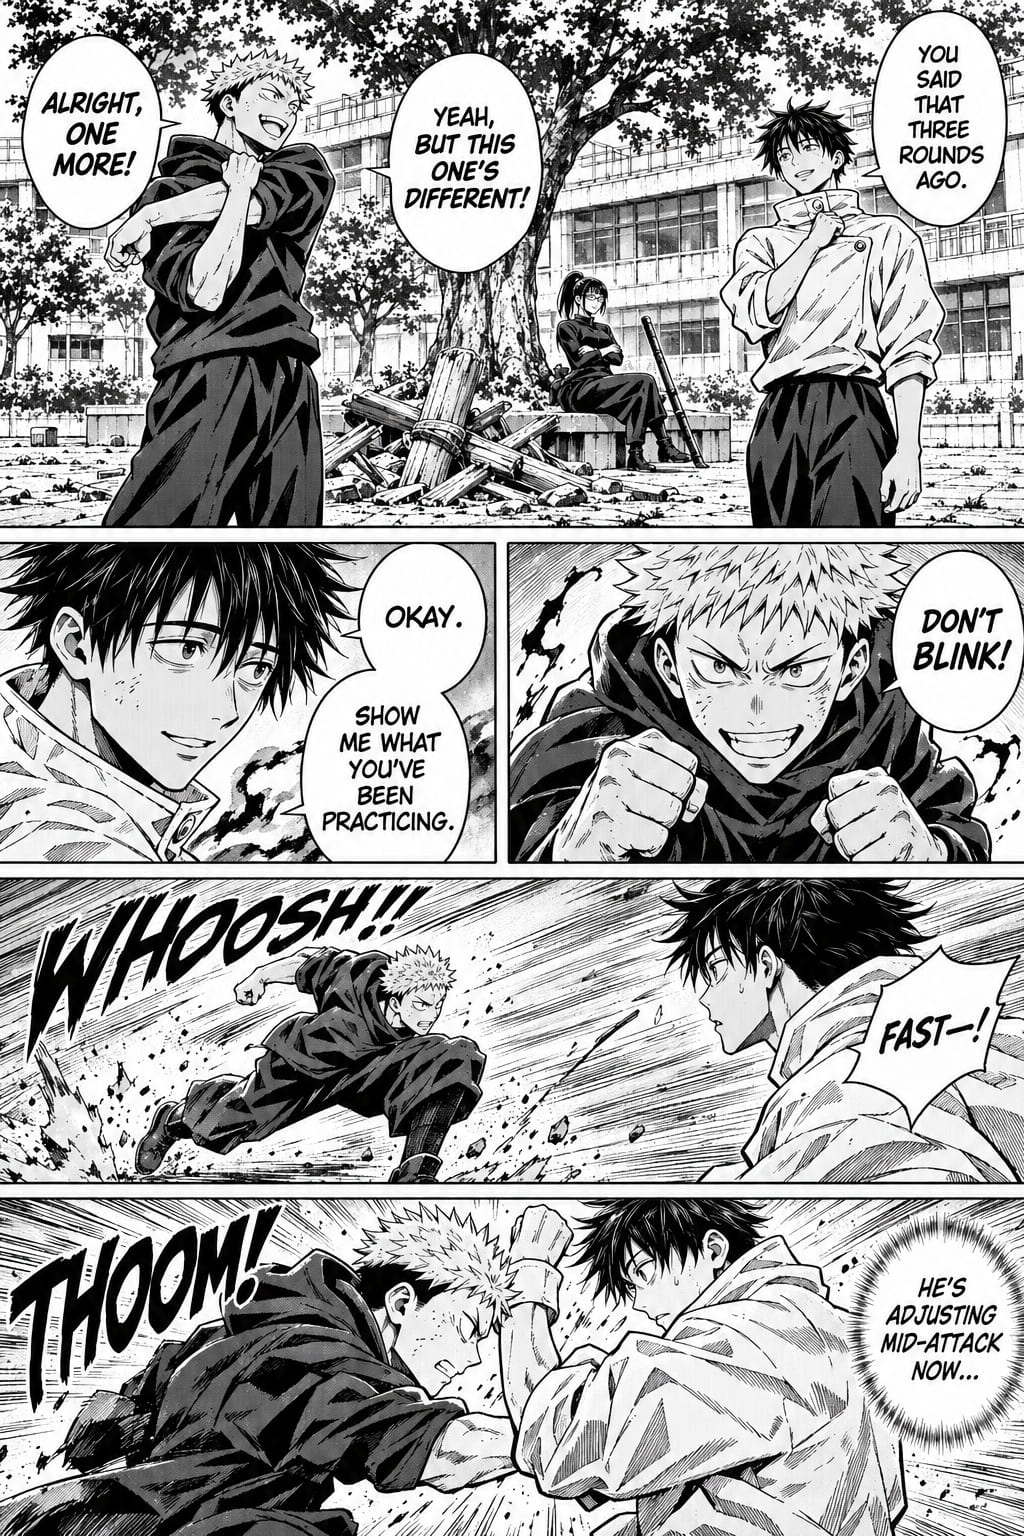 ALRIGHT,
ONE
MORE!
YOU
SAID
THAT
THREE
ROUNDS
AGO.
YEAH,
BUT THIS
ONE'S
DIFFERENT!
OKAY.
SHOW
ME WHAT
YOU'VE
BEEN
PRACTICING.
DON'T
BLINK!
WHOOSH!!
FAST—!
THOOM!
HE'S
ADJUSTING
MID-ATTACK
NOW...